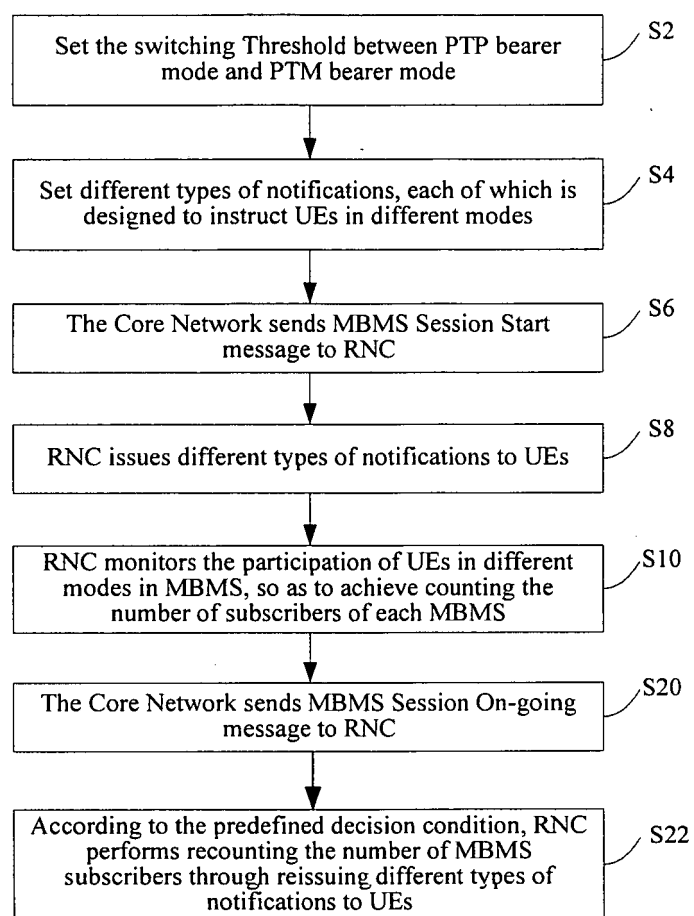 Set the switching Threshold between PTP bearer
mode and PTM bearer mode
S2
Set different types of notifications, each of which is
designed to instruct UEs in different modes
S4
The Core Network sends MBMS Session Start
message to RNC
S6
RNC issues different types of notifications to UEs
S8
RNC monitors the participation of UEs in different
modes in MBMS, so as to achieve counting the
number of subscribers of each MBMS
S10
The Core Network sends MBMS Session On-going
message to RNC
S20
According to the predefined decision condition, RNC
performs recounting the number of MBMS
subscribers through reissuing different types of
notifications to UEs
S22